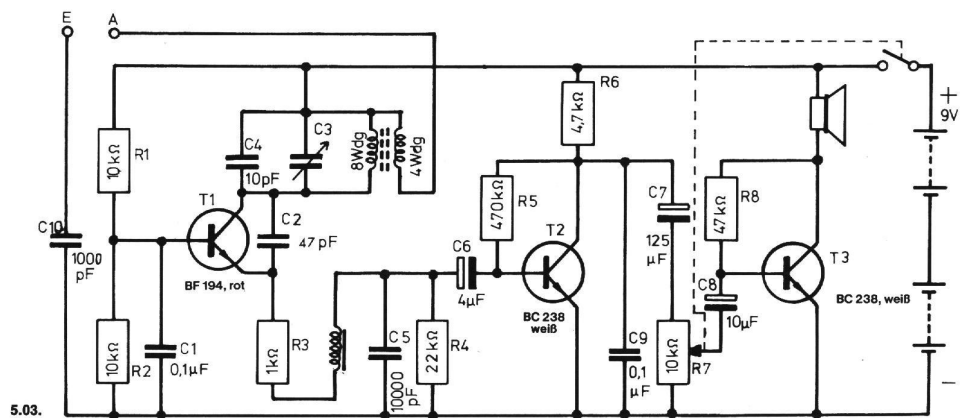 E
A
R1
10kΩ
C4
10pF
C3
8Wdg
4Wdg
R6
4,7kΩ
+
9V
−
T1
C2
47pF
BF 194, rot
C10
1000
pF
R2
10kΩ
C1
0,1µF
R3
1kΩ
C5
10000
pF
R4
22kΩ
C6
4µF
R5
470kΩ
T2
BC 238
weiß
C9
0,1
µF
C7
125
µF
R7
10kΩ
R8
47kΩ
C8
10µF
T3
BC 238, weiß
5.03.